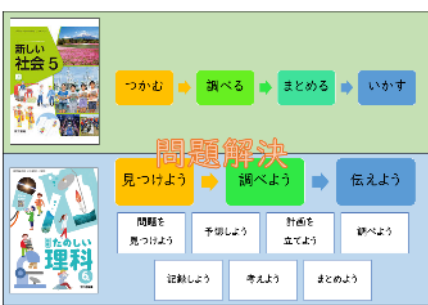 新しい
社会 5
つかむ
調べる
まとめる
いかす
問題解決
たのしい
理科
6
見つけよう
調べよう
伝えよう
問題を
見つけよう
予想しよう
計画を
立てよう
調べよう
記録しよう
考えよう
まとめよう